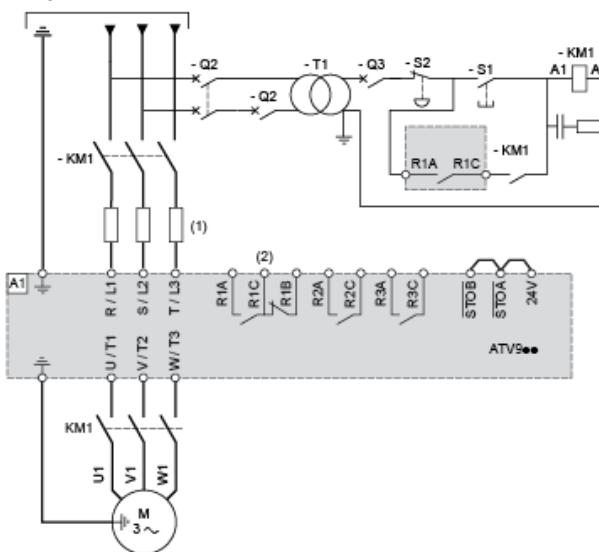 - Q2
- T1
- Q3
- S2
- S1
- KM1
A1
A
- Q2
- KM1
R1A
R1C
- KM1
(1)
(2)
A1
R / L1
S / L2
T / L3
R1A
R1C
R1B
R2A
R2C
R3A
R3C
STOB
STOA
24V
U / T1
V / T2
W / T3
ATV9●●
KM1
U1
V1
W1
M
3 ~